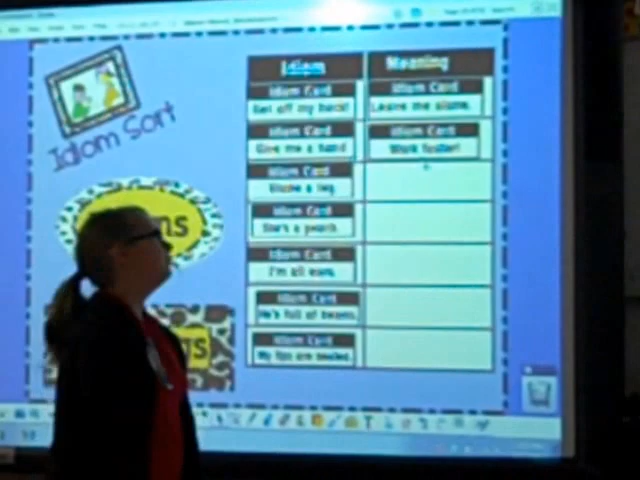 Idiom Sort
Idiom
Meaning
Idiom Card
Get off my back!
Idiom Card
Leave me alone.
Idiom Card
Give me a hand
Idiom Card
Work faster!
Idiom Card
Shake a leg.
Idiom Card
She's a peach.
Idiom Card
I'm all ears.
Idiom Card
He's full of beans.
Idiom Card
My lips are sealed.